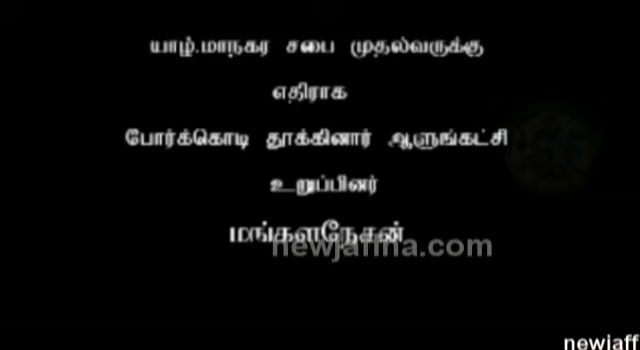 யாழ்.மாநகர சபை முதல்வருக்கு
எதிராக
போர்க்கொடி தூக்கினார் ஆளுங்கட்சி
உறுப்பினர்
மங்களநேசன்
newjaffna.com
newjaff